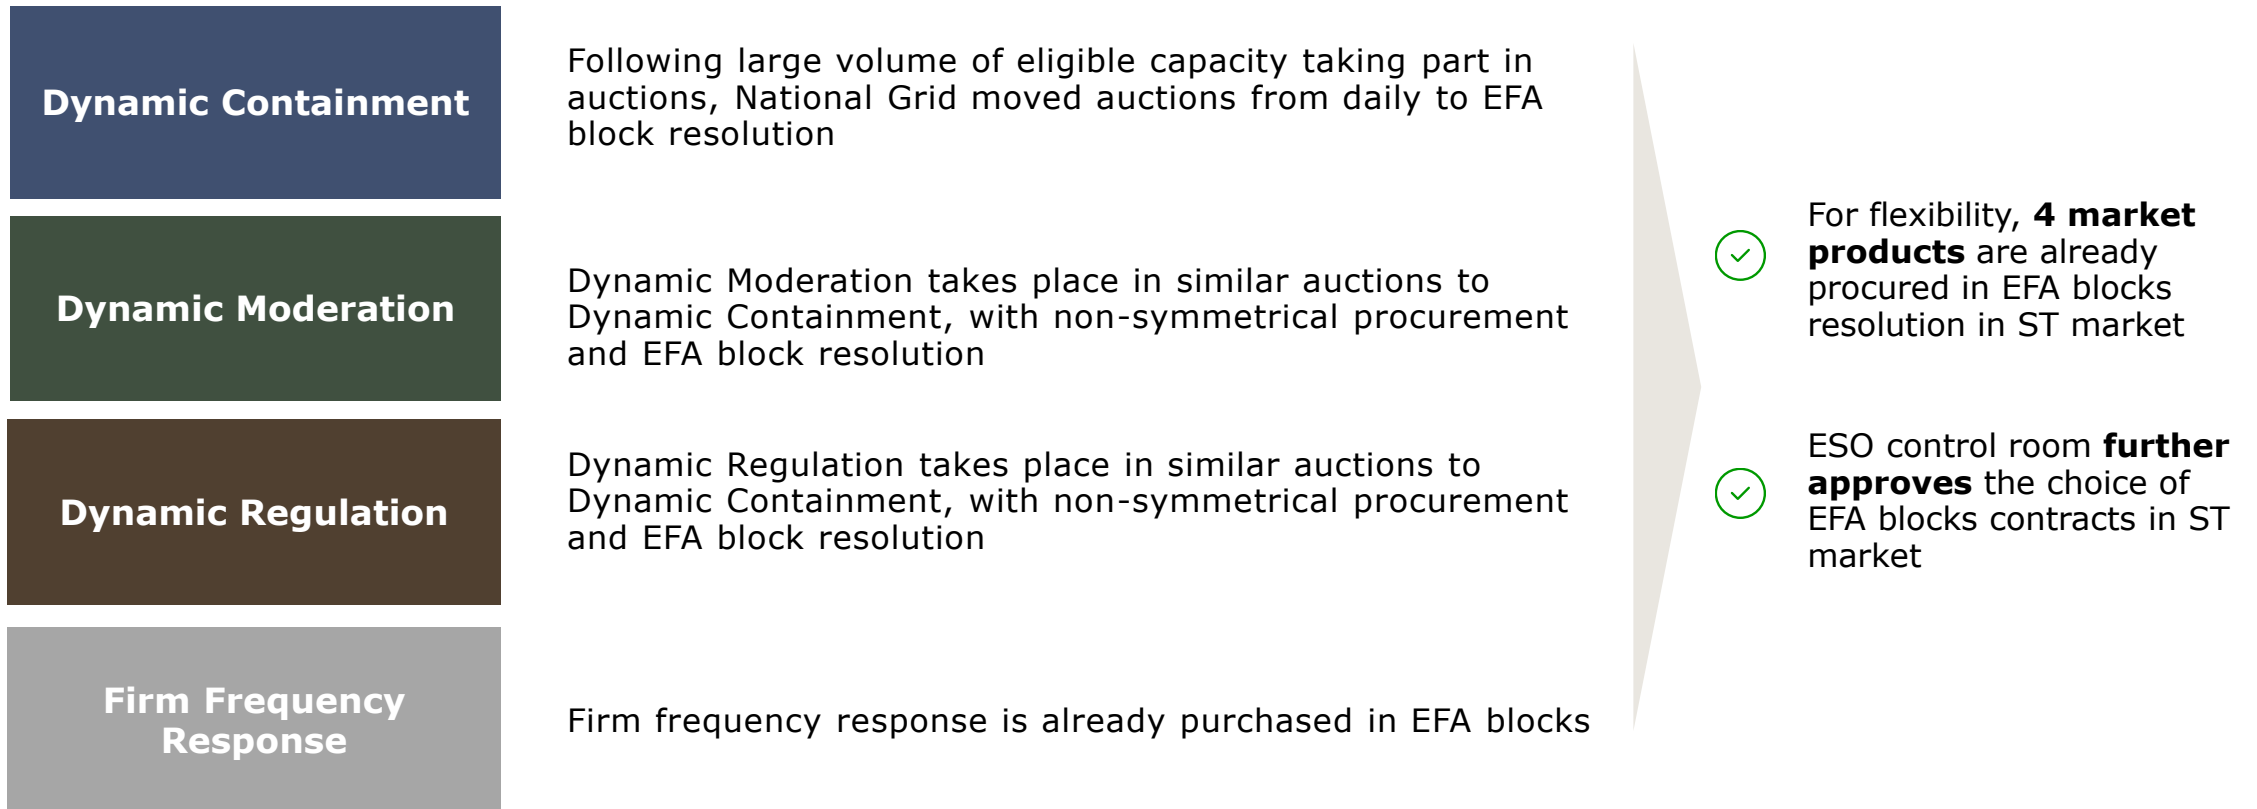 Dynamic Containment
Following large volume of eligible capacity taking part in
auctions, National Grid moved auctions from daily to EFA
block resolution
Dynamic Moderation
Dynamic Moderation takes place in similar auctions to
Dynamic Containment, with non-symmetrical procurement
and EFA block resolution
Dynamic Regulation
Dynamic Regulation takes place in similar auctions to
Dynamic Containment, with non-symmetrical procurement
and EFA block resolution
Firm Frequency
Response
Firm frequency response is already purchased in EFA blocks
For flexibility, 4 market
products are already
procured in EFA blocks
resolution in ST market
ESO control room further
approves the choice of
EFA blocks contracts in ST
market